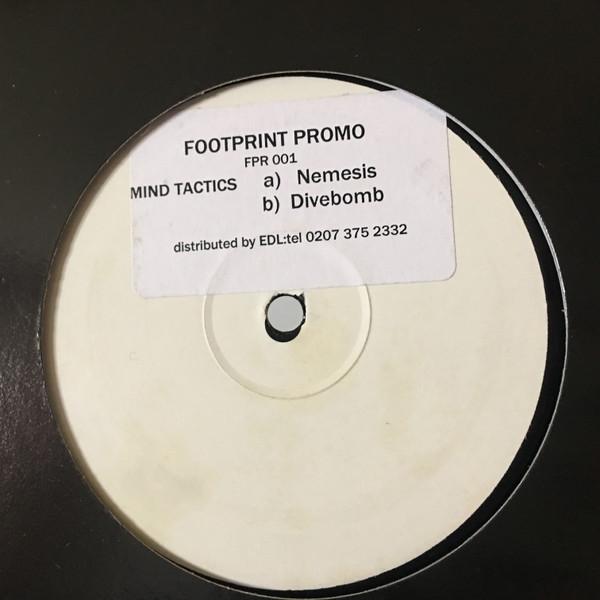 FOOTPRINT PROMO
FPR 001
MIND TACTICS a) Nemesis
b) Divebomb
distributed by EDL:tel 0207 375 2332